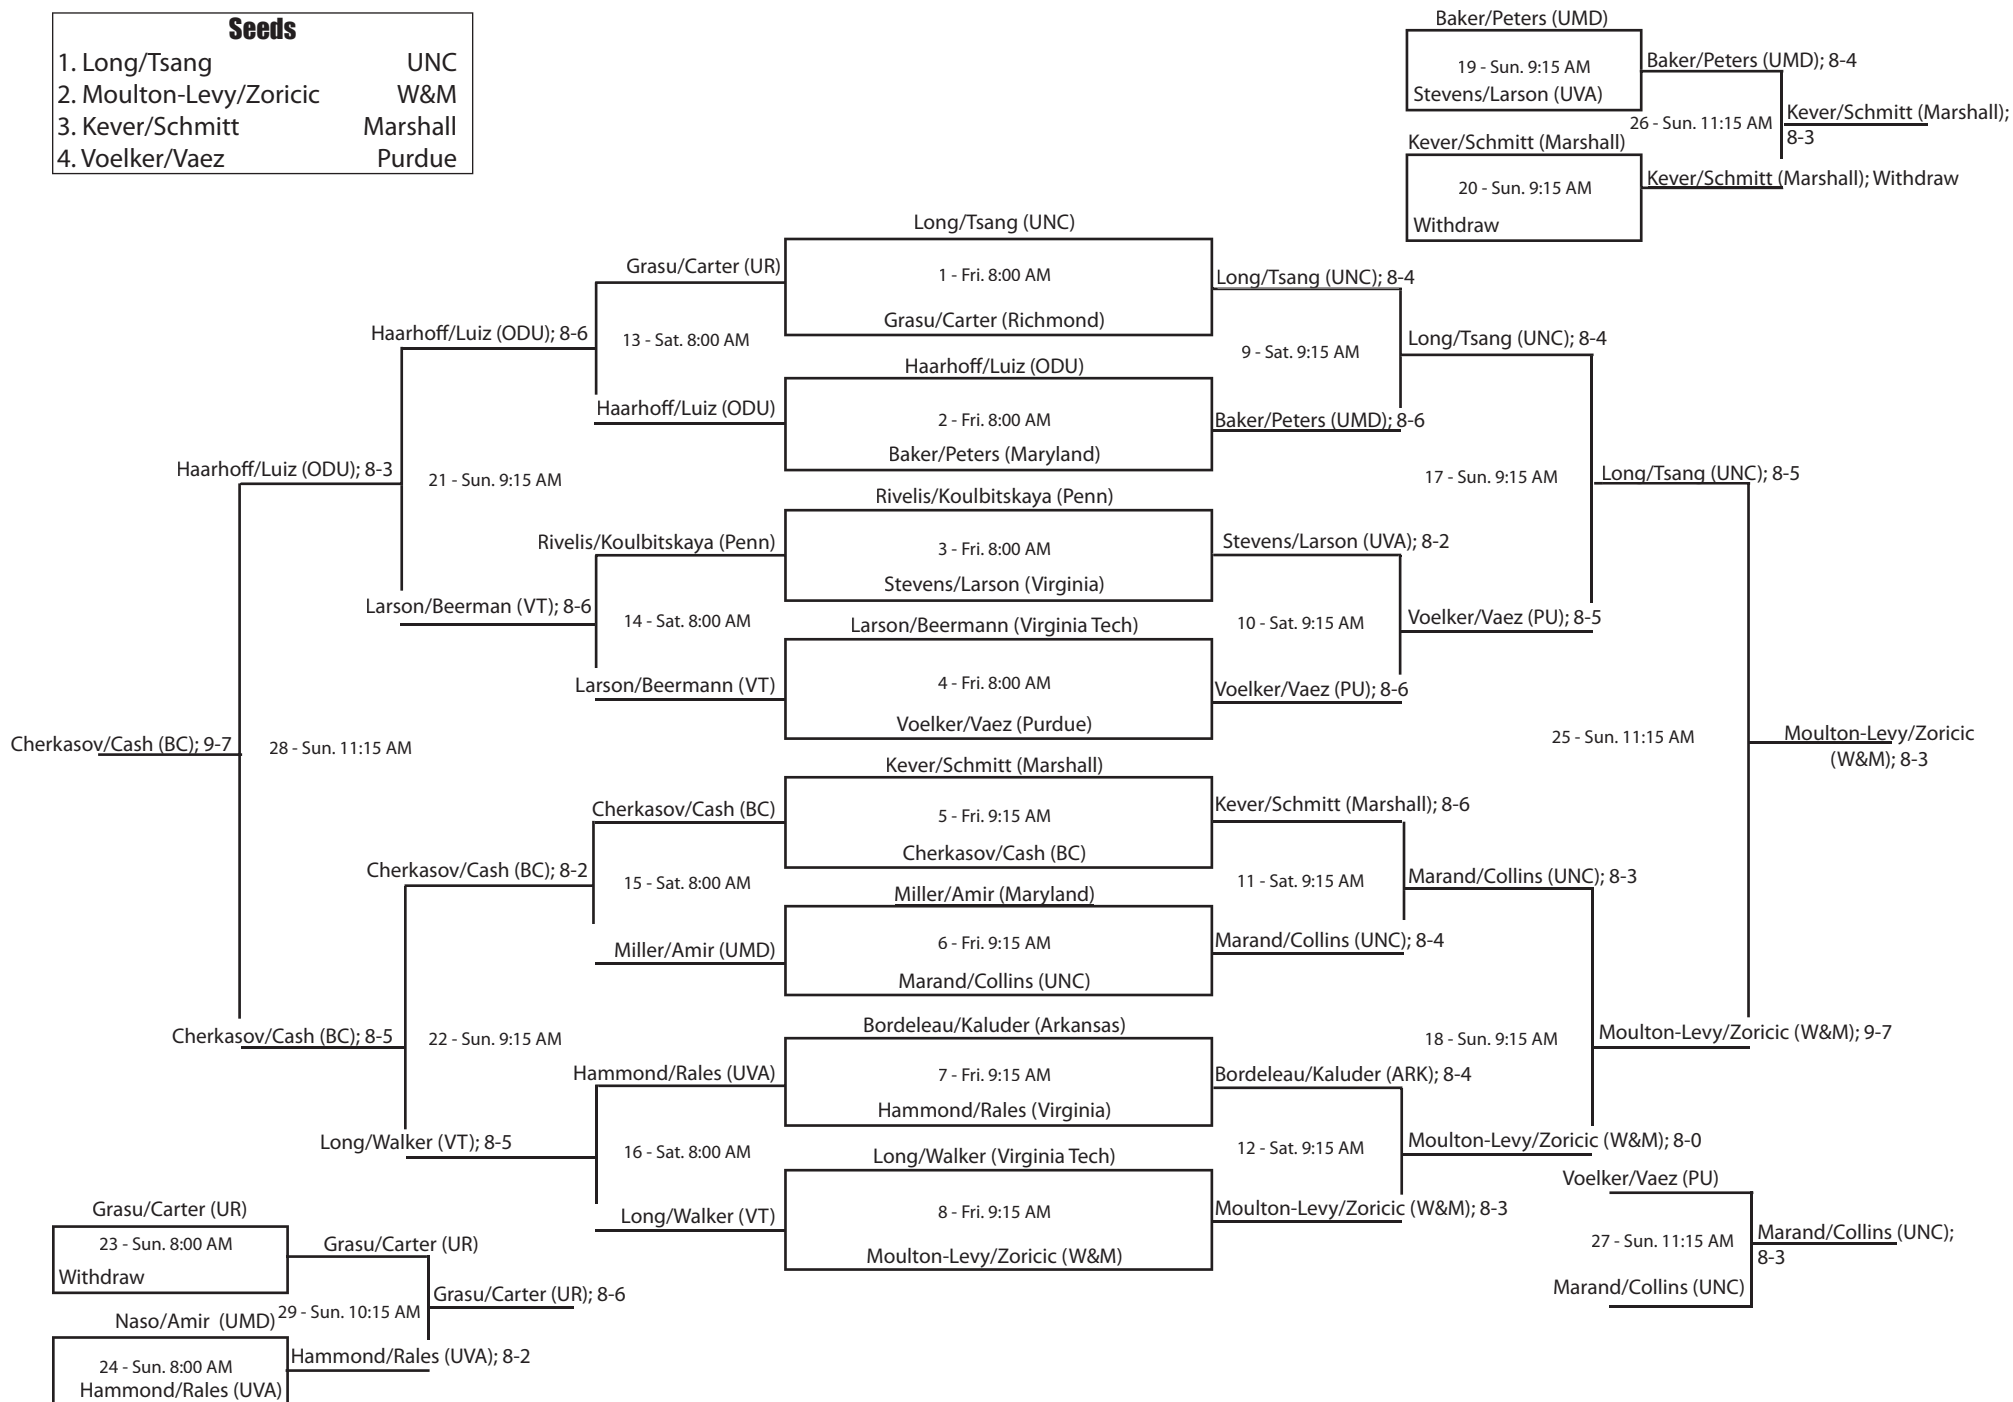 Seeds
1. Long/Tsang UNC
2. Moulton-Levy/Zoricic W&M
3. Kever/Schmitt Marshall
4. Voelker/Vaez Purdue
Baker/Peters (UMD)
19 - Sun. 9:15 AM
Stevens/Larson (UVA)
Baker/Peters (UMD); 8-4
26 - Sun. 11:15 AM
Kever/Schmitt (Marshall);
8-3
Kever/Schmitt (Marshall)
20 - Sun. 9:15 AM
Withdraw
Kever/Schmitt (Marshall); Withdraw
Long/Tsang (UNC)
1 - Fri. 8:00 AM
Grasu/Carter (Richmond)
Haarhoff/Luiz (ODU)
2 - Fri. 8:00 AM
Baker/Peters (Maryland)
Rivelis/Koulbitskaya (Penn)
3 - Fri. 8:00 AM
Stevens/Larson (Virginia)
Larson/Beermann (Virginia Tech)
4 - Fri. 8:00 AM
Voelker/Vaez (Purdue)
Kever/Schmitt (Marshall)
5 - Fri. 9:15 AM
Cherkasov/Cash (BC)
Miller/Amir (Maryland)
6 - Fri. 9:15 AM
Marand/Collins (UNC)
Bordeleau/Kaluder (Arkansas)
7 - Fri. 9:15 AM
Hammond/Rales (Virginia)
Long/Walker (Virginia Tech)
8 - Fri. 9:15 AM
Moulton-Levy/Zoricic (W&M)
Long/Tsang (UNC); 8-4
9 - Sat. 9:15 AM
Baker/Peters (UMD); 8-6
Stevens/Larson (UVA); 8-2
10 - Sat. 9:15 AM
Voelker/Vaez (PU); 8-6
Kever/Schmitt (Marshall); 8-6
11 - Sat. 9:15 AM
Marand/Collins (UNC); 8-4
Bordeleau/Kaluder (ARK); 8-4
12 - Sat. 9:15 AM
Moulton-Levy/Zoricic (W&M); 8-3
Long/Tsang (UNC); 8-4
17 - Sun. 9:15 AM
Voelker/Vaez (PU); 8-5
Marand/Collins (UNC); 8-3
18 - Sun. 9:15 AM
Moulton-Levy/Zoricic (W&M); 8-0
Long/Tsang (UNC); 8-5
25 - Sun. 11:15 AM
Moulton-Levy/Zoricic (W&M); 9-7
Moulton-Levy/Zoricic
(W&M); 8-3
Voelker/Vaez (PU)
27 - Sun. 11:15 AM
Marand/Collins (UNC)
Marand/Collins (UNC);
8-3
Grasu/Carter (UR)
13 - Sat. 8:00 AM
Haarhoff/Luiz (ODU)
Rivelis/Koulbitskaya (Penn)
14 - Sat. 8:00 AM
Larson/Beermann (VT)
Cherkasov/Cash (BC)
15 - Sat. 8:00 AM
Miller/Amir (UMD)
Hammond/Rales (UVA)
16 - Sat. 8:00 AM
Long/Walker (VT)
Haarhoff/Luiz (ODU); 8-6
21 - Sun. 9:15 AM
Larson/Beerman (VT); 8-6
Cherkasov/Cash (BC); 8-2
22 - Sun. 9:15 AM
Long/Walker (VT); 8-5
Haarhoff/Luiz (ODU); 8-3
28 - Sun. 11:15 AM
Cherkasov/Cash (BC); 8-5
Cherkasov/Cash (BC); 9-7
Grasu/Carter (UR)
23 - Sun. 8:00 AM
Withdraw
Grasu/Carter (UR)
29 - Sun. 10:15 AM
Grasu/Carter (UR); 8-6
Naso/Amir (UMD)
24 - Sun. 8:00 AM
Hammond/Rales (UVA)
Hammond/Rales (UVA); 8-2